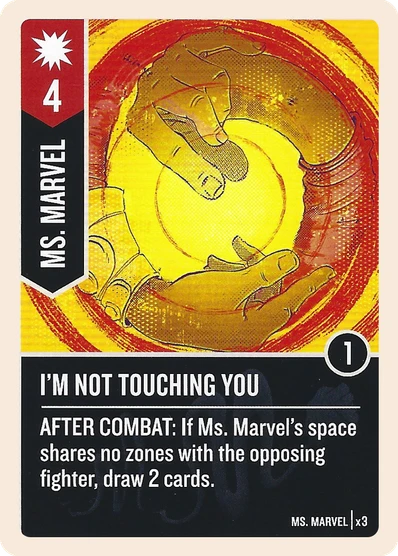 4
MS. MARVEL
1
I'M NOT TOUCHING YOU
AFTER COMBAT: If Ms. Marvel's space
shares no zones with the opposing
fighter, draw 2 cards.
MS. MARVEL | x3